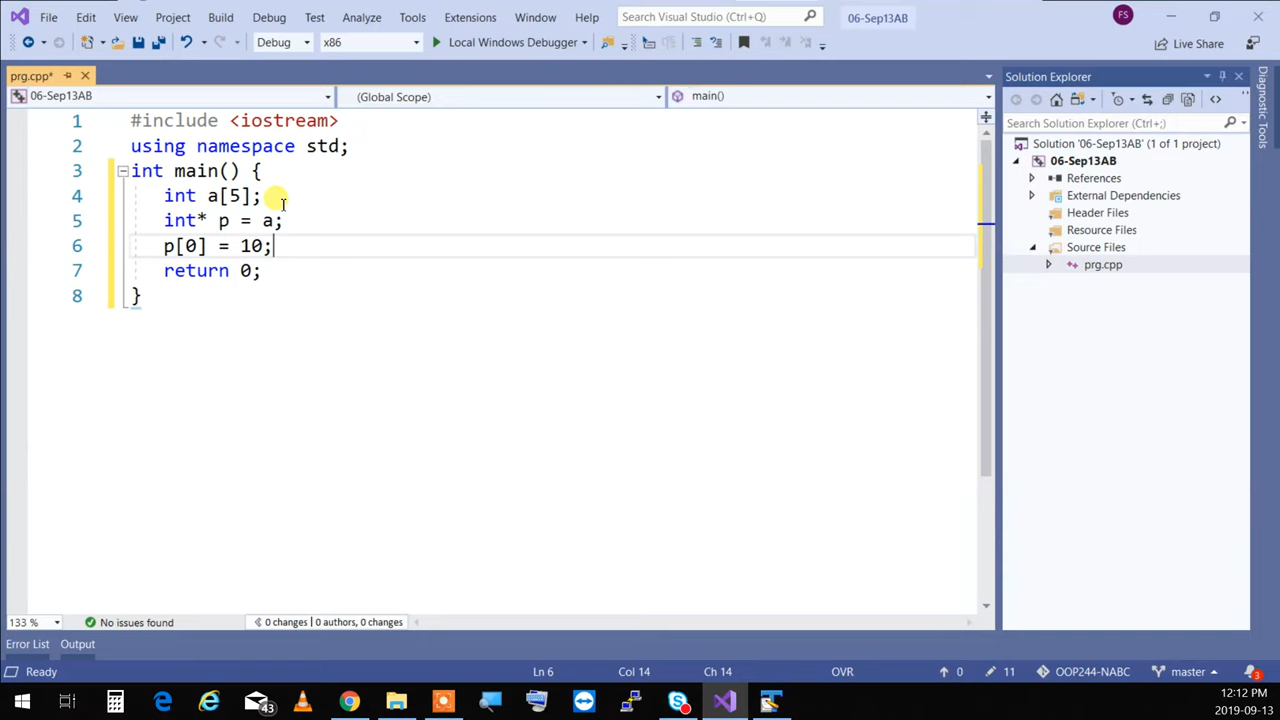 File Edit View Project Build Debug Test Analyze Tools Extensions Window Help Search Visual Studio (Ctrl+Q) 06-Sep13AB FS
Debug x86 Local Windows Debugger Live Share
prg.cpp*
06-Sep13AB (Global Scope) main()
1 #include <iostream>
2 using namespace std;
3 int main() {
4 int a[5];
5 int* p = a;
6 p[0] = 10;
7 return 0;
8 }
Solution Explorer
Search Solution Explorer (Ctrl+;)
Solution '06-Sep13AB' (1 of 1 project)
06-Sep13AB
References
External Dependencies
Header Files
Resource Files
Source Files
prg.cpp
Diagnostic Tools
133 % No issues found 0 changes | 0 authors, 0 changes
Error List Output
Ready Ln 6 Col 14 Ch 14 OVR 0 11 OOP244-NABC master 3
43
12:12 PM
2019-09-13